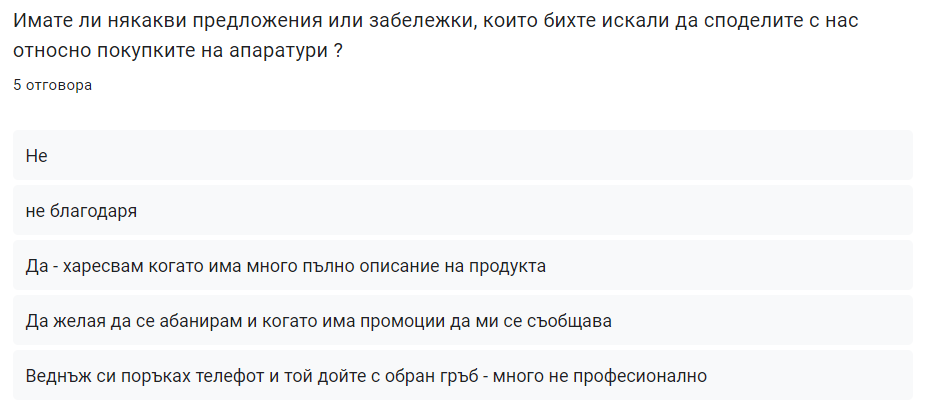 Имате ли някакви предложения или забележки, които бихте искали да споделите с нас
относно покупките на апаратури ?
5 отговора
Не
не благодаря
Да - харесвам когато има много пълно описание на продукта
Да желая да се абанирам и когато има промоции да ми се съобщава
Веднъж си поръках телефот и той дойте с обран гръб - много не професионално